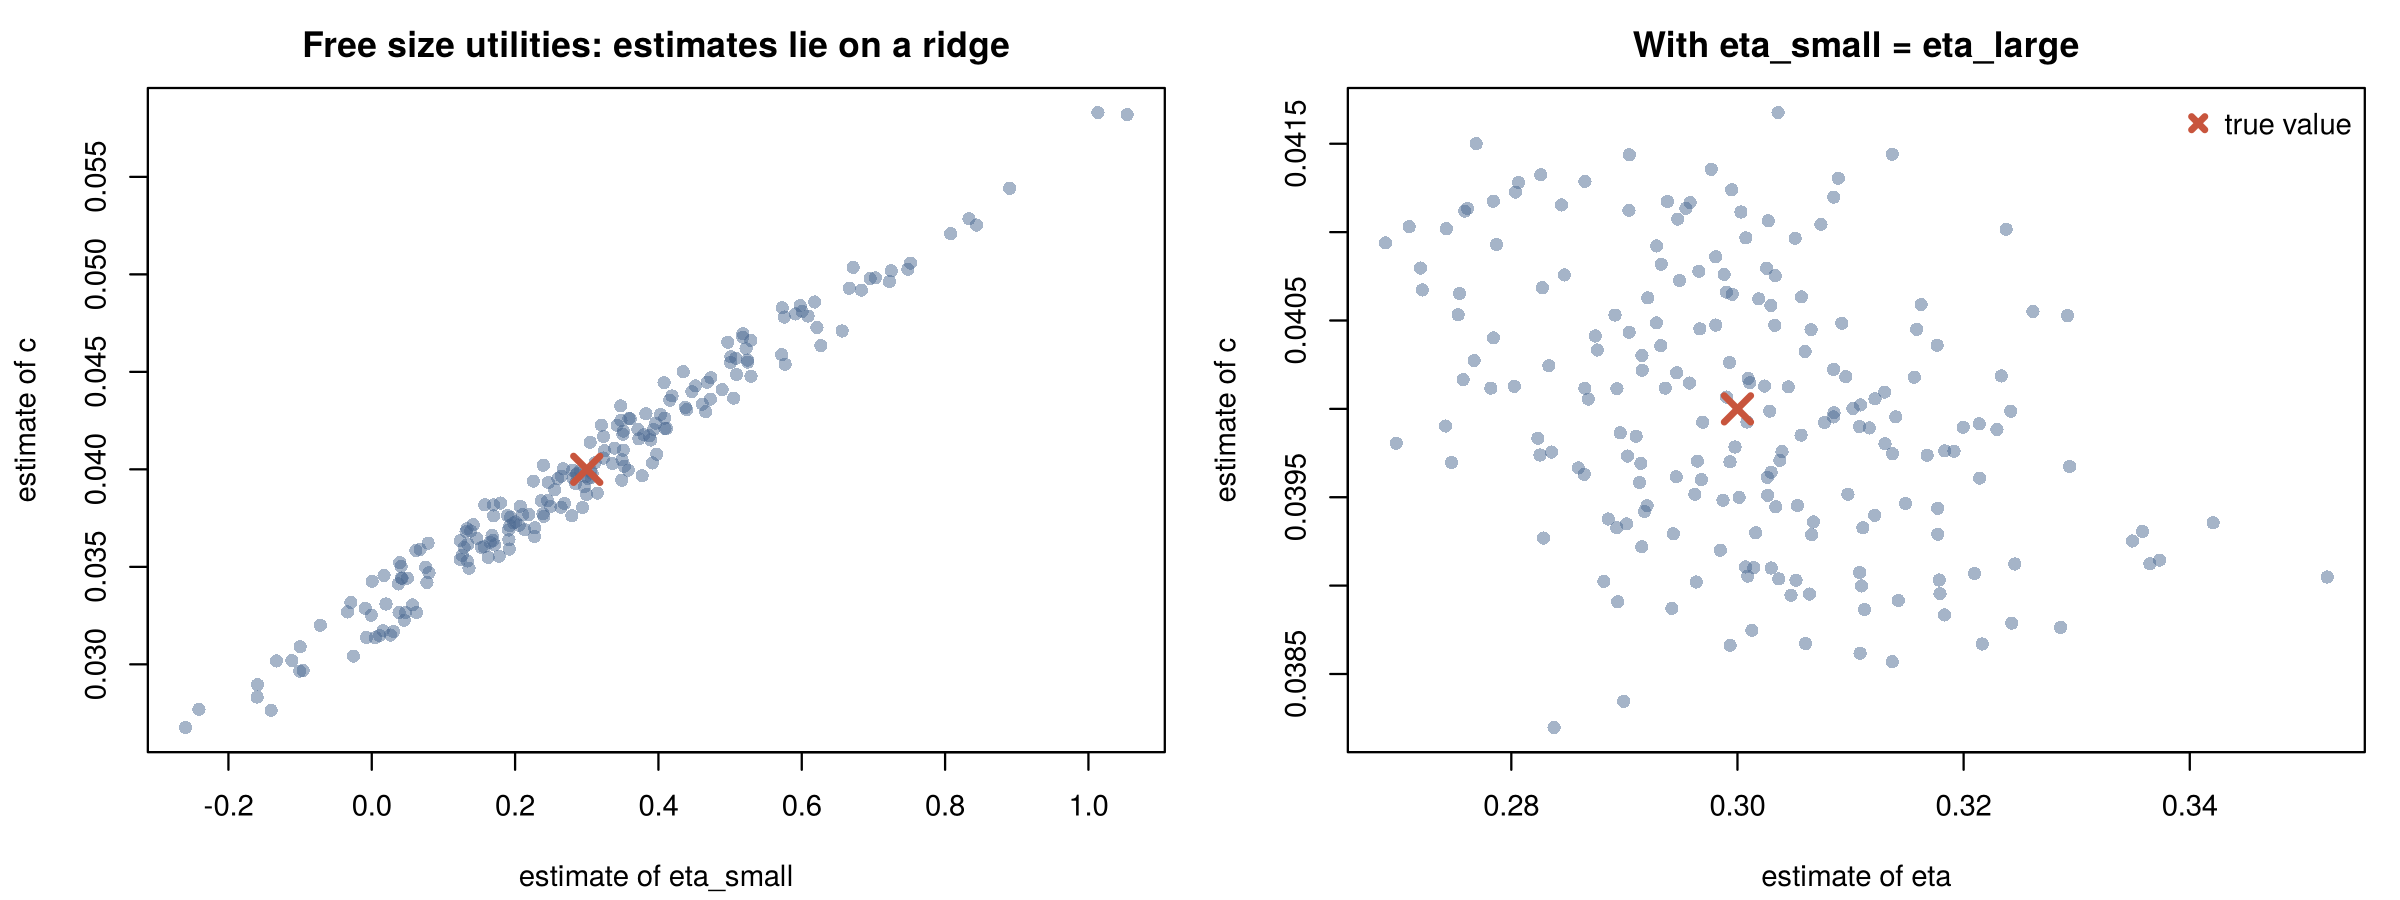 Free size utilities: estimates lie on a ridge
estimate of c
0.055
0.050
0.045
0.040
0.035
0.030
-0.2 0.0 0.2 0.4 0.6 0.8 1.0
estimate of eta_small
With eta_small = eta_large
true value
estimate of c
0.0415
0.0405
0.0395
0.0385
0.28 0.30 0.32 0.34
estimate of eta